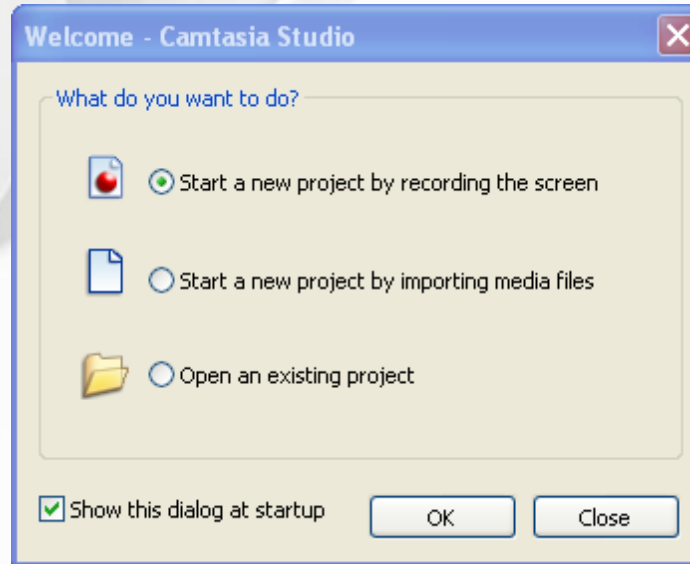 Welcome - Camtasia Studio
What do you want to do?
Start a new project by recording the screen
Start a new project by importing media files
Open an existing project
Show this dialog at startup
OK
Close